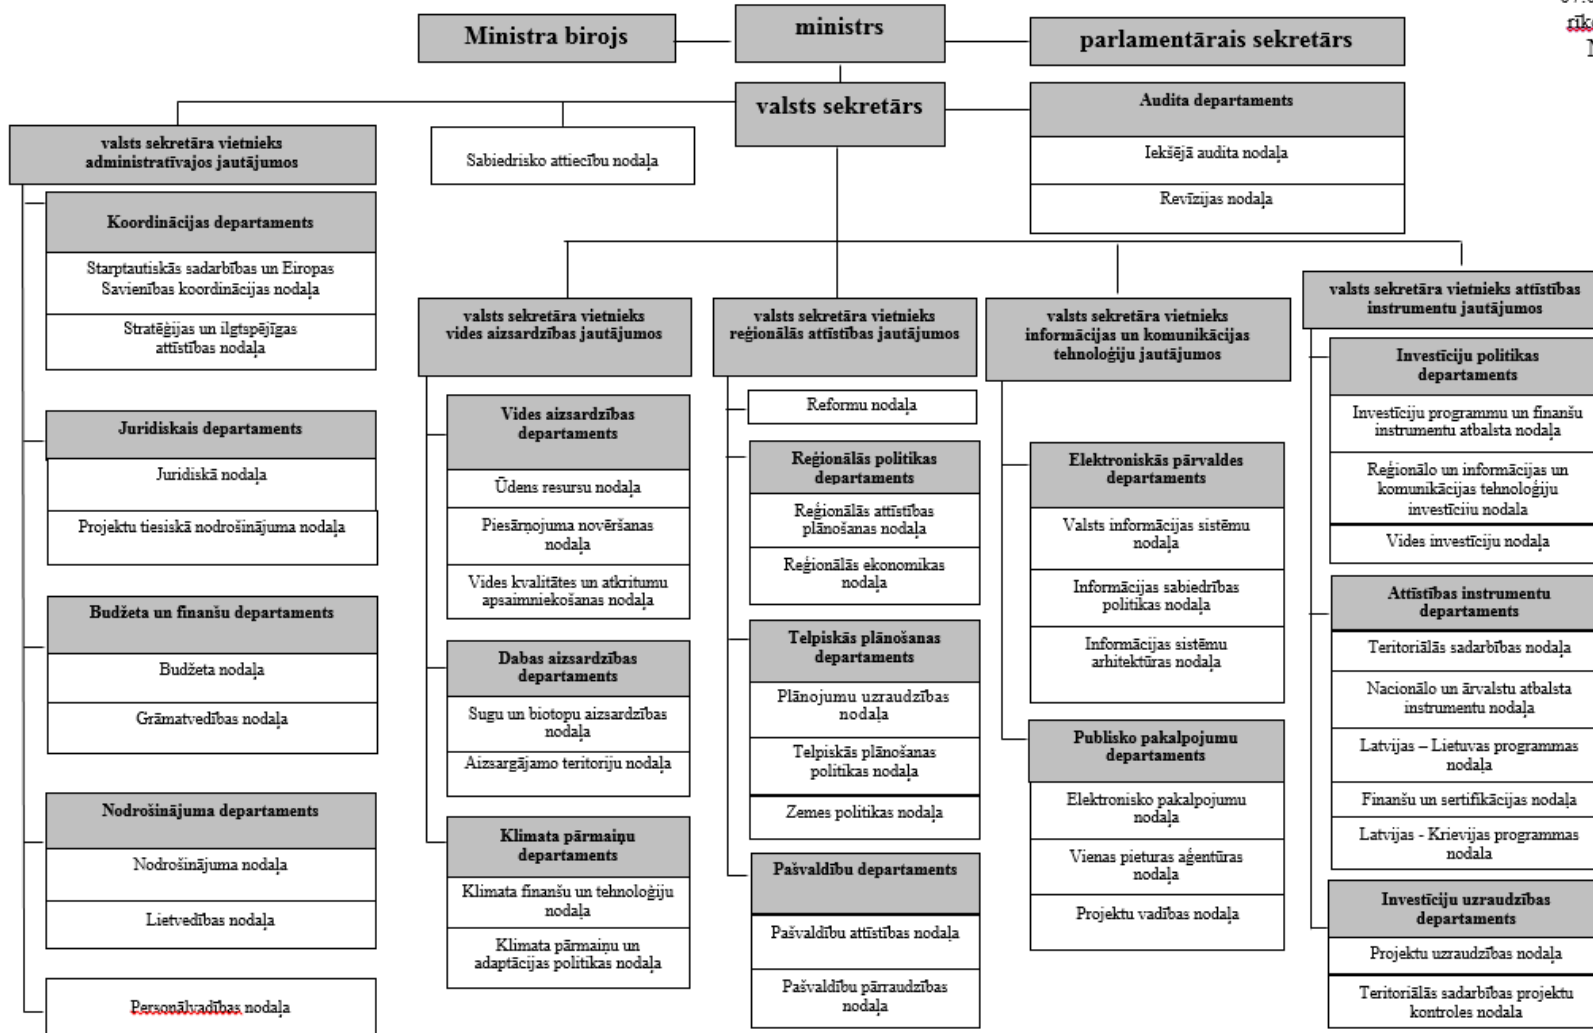 Ministra birojs
ministrs
parlamentārais sekretārs
valsts sekretārs
Audita departaments
Iekšējā audita nodaļa
Revīzijas nodaļa
Sabiedrisko attiecību nodaļa
valsts sekretāra vietnieks
administratīvajos jautājumos
Koordinācijas departaments
Starptautiskās sadarbības un Eiropas
Savienības koordinācijas nodaļa
Stratēģijas un ilgtspējīgas
attīstības nodaļa
Juridiskais departaments
Juridiskā nodaļa
Projektu tiesiskā nodrošinājuma nodaļa
Budžeta un finanšu departaments
Budžeta nodaļa
Grāmatvedības nodaļa
Nodrošinājuma departaments
Nodrošinājuma nodaļa
Lietvedības nodaļa
Personālvadības nodaļa
valsts sekretāra vietnieks
vides aizsardzības jautājumos
Vides aizsardzības
departaments
Ūdens resursu nodaļa
Piesārņojuma novēršanas
nodaļa
Vides kvalitātes un atkritumu
apsaimniekošanas nodaļa
Dabas aizsardzības
departaments
Sugu un biotopu aizsardzības
nodaļa
Aizsargājamo teritoriju nodaļa
Klimata pārmaiņu
departaments
Klimata finanšu un tehnoloģiju
nodaļa
Klimata pārmaiņu un
adaptācijas politikas nodaļa
valsts sekretāra vietnieks
reģionālās attīstības jautājumos
Reformu nodaļa
Reģionālās politikas
departaments
Reģionālās attīstības
plānošanas nodaļa
Reģionālās ekonomikas
nodaļa
Telpiskās plānošanas
departaments
Plānojumu uzraudzības
nodaļa
Telpiskās plānošanas
politikas nodaļa
Zemes politikas nodaļa
Pašvaldību departaments
Pašvaldību attīstības nodaļa
Pašvaldību pārraudzības
nodaļa
valsts sekretāra vietnieks
informācijas un komunikācijas
tehnoloģiju jautājumos
Elektroniskās pārvaldes
departaments
Valsts informācijas sistēmu
nodaļa
Informācijas sabiedrības
politikas nodaļa
Informācijas sistēmu
arhitektūras nodaļa
Publisko pakalpojumu
departaments
Elektronisko pakalpojumu
nodaļa
Vienas pieturas aģentūras
nodaļa
Projektu vadības nodaļa
valsts sekretāra vietnieks attīstības
instrumentu jautājumos
Investīciju politikas
departaments
Investīciju programmu un finanšu
instrumentu atbalsta nodaļa
Reģionālo un informācijas un
komunikācijas tehnoloģiju
investīciju nodaļa
Vides investīciju nodaļa
Attīstības instrumentu
departaments
Teritoriālās sadarbības nodaļa
Nacionālo un ārvalstu atbalsta
instrumentu nodaļa
Latvijas – Lietuvas programmas
nodaļa
Finanšu un sertifikācijas nodaļa
Latvijas - Krievijas programmas
nodaļa
Investīciju uzraudzības
departaments
Projektu uzraudzības nodaļa
Teritoriālās sadarbības projektu
kontroles nodaļa